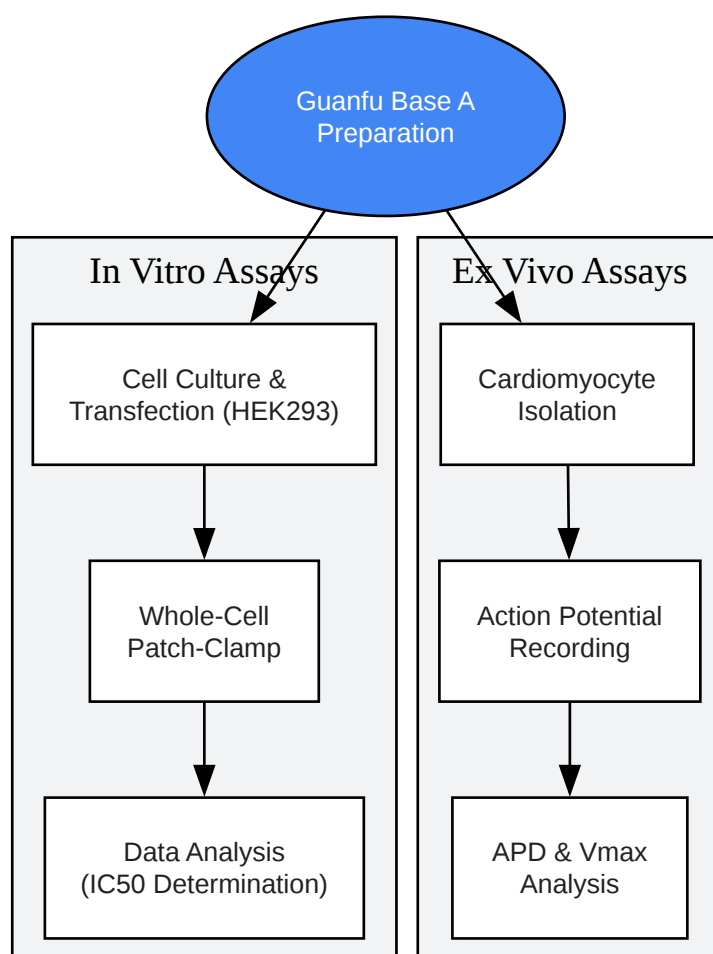 Guanfu Base A
Preparation
In Vitro Assays
Cell Culture &
Transfection (HEK293)
Whole-Cell
Patch-Clamp
Data Analysis
(IC50 Determination)
Ex Vivo Assays
Cardiomyocyte
Isolation
Action Potential
Recording
APD & Vmax
Analysis